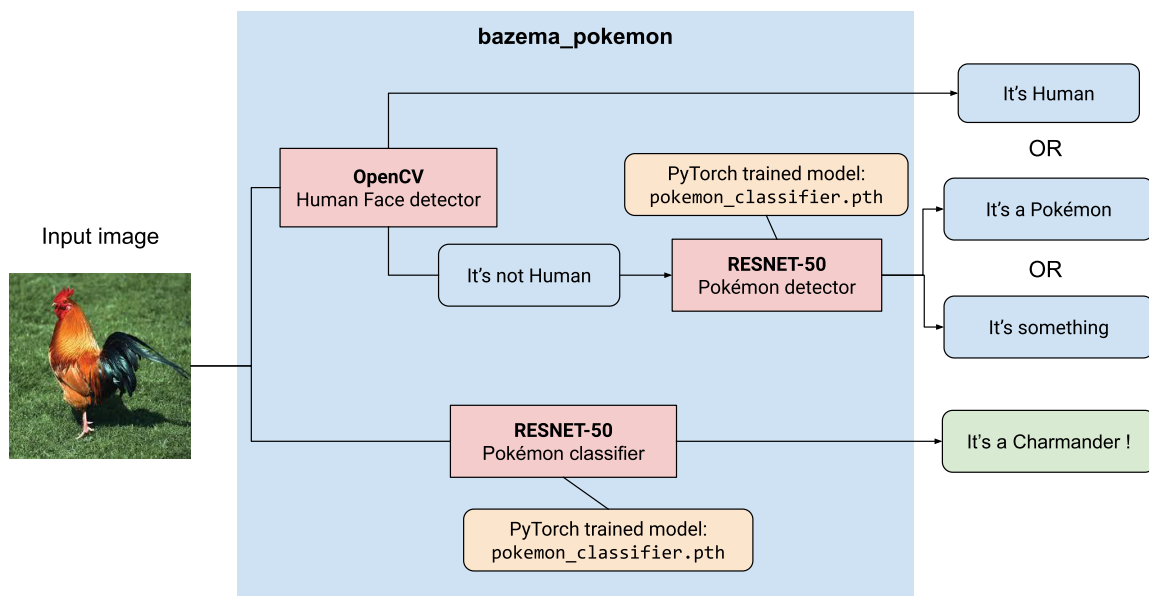 bazema_pokemon
It's Human
OR
OpenCV
Human Face detector
PyTorch trained model:
pokemon_classifier.pth
It's a Pokémon
Input image
It's not Human
RESNET-50
Pokémon detector
OR
It's something
RESNET-50
Pokémon classifier
It's a Charmander !
PyTorch trained model:
pokemon_classifier.pth